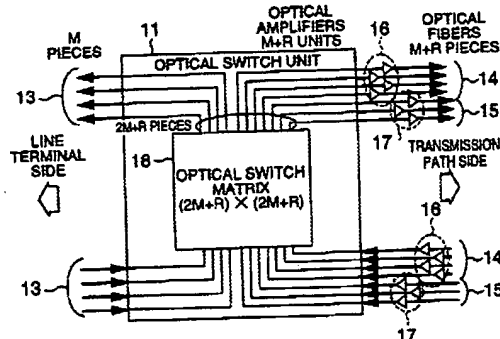 M
PIECES
11
OPTICAL
AMPLIFIERS
M+R UNITS
16
OPTICAL
FIBERS
M+R PIECES
OPTICAL SWITCH UNIT
13
14
15
2M+R PIECES
17
LINE
TERMINAL
SIDE
18
OPTICAL SWITCH
MATRIX
(2M+R) X (2M+R)
TRANSMISSION
PATH SIDE
16
13
14
15
17